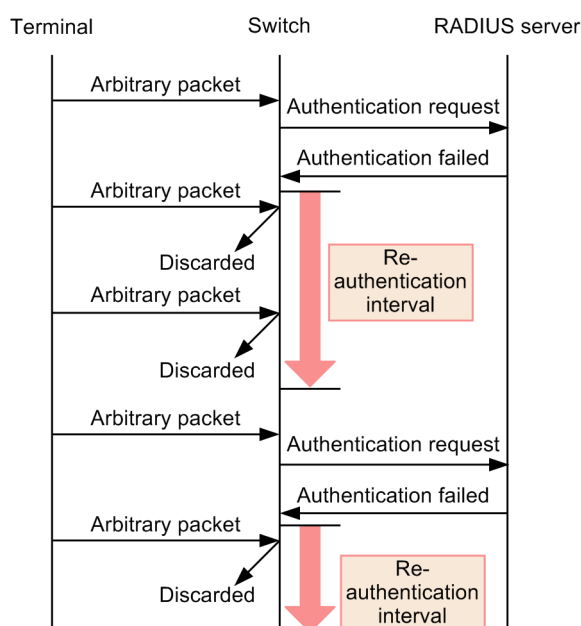 Terminal
Switch
RADIUS server
Arbitrary packet
Authentication request
Authentication failed
Arbitrary packet
Discarded
Re-
authentication
interval
Arbitrary packet
Discarded
Arbitrary packet
Authentication request
Authentication failed
Arbitrary packet
Discarded
Re-
authentication
interval